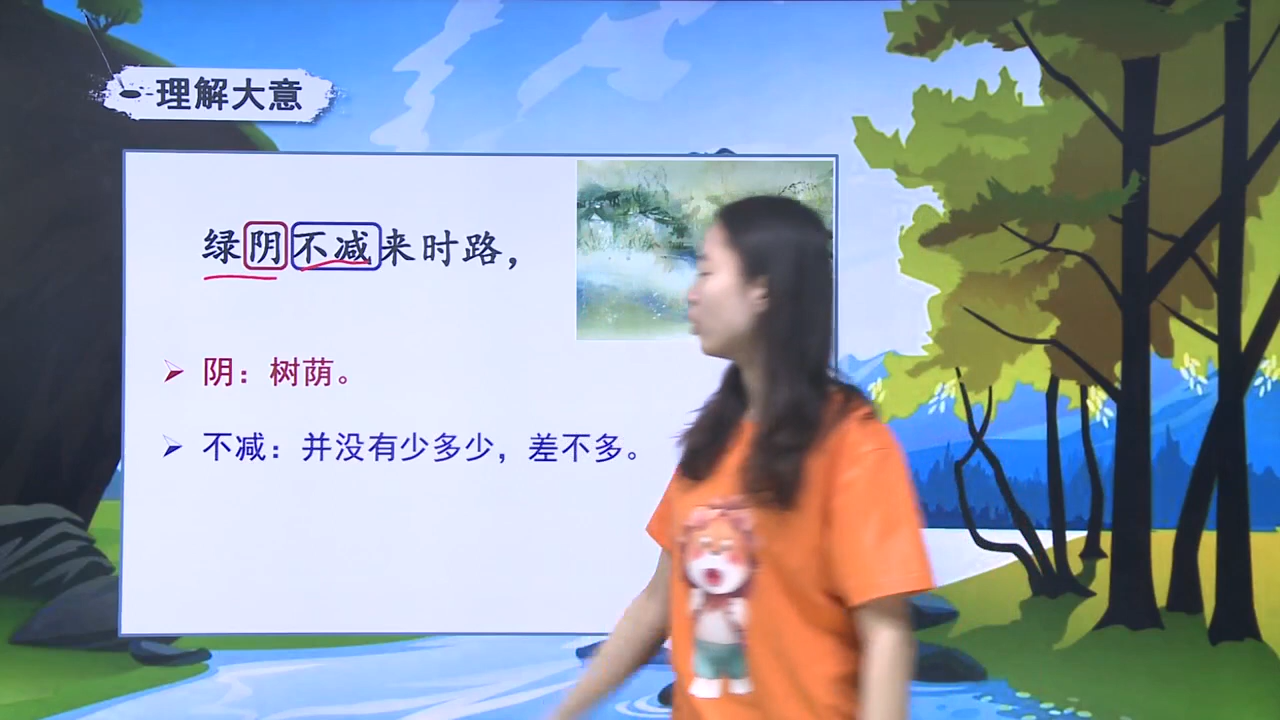 理解大意
绿阴不减来时路，
阴：树荫。
不减：并没有少多少，差不多。